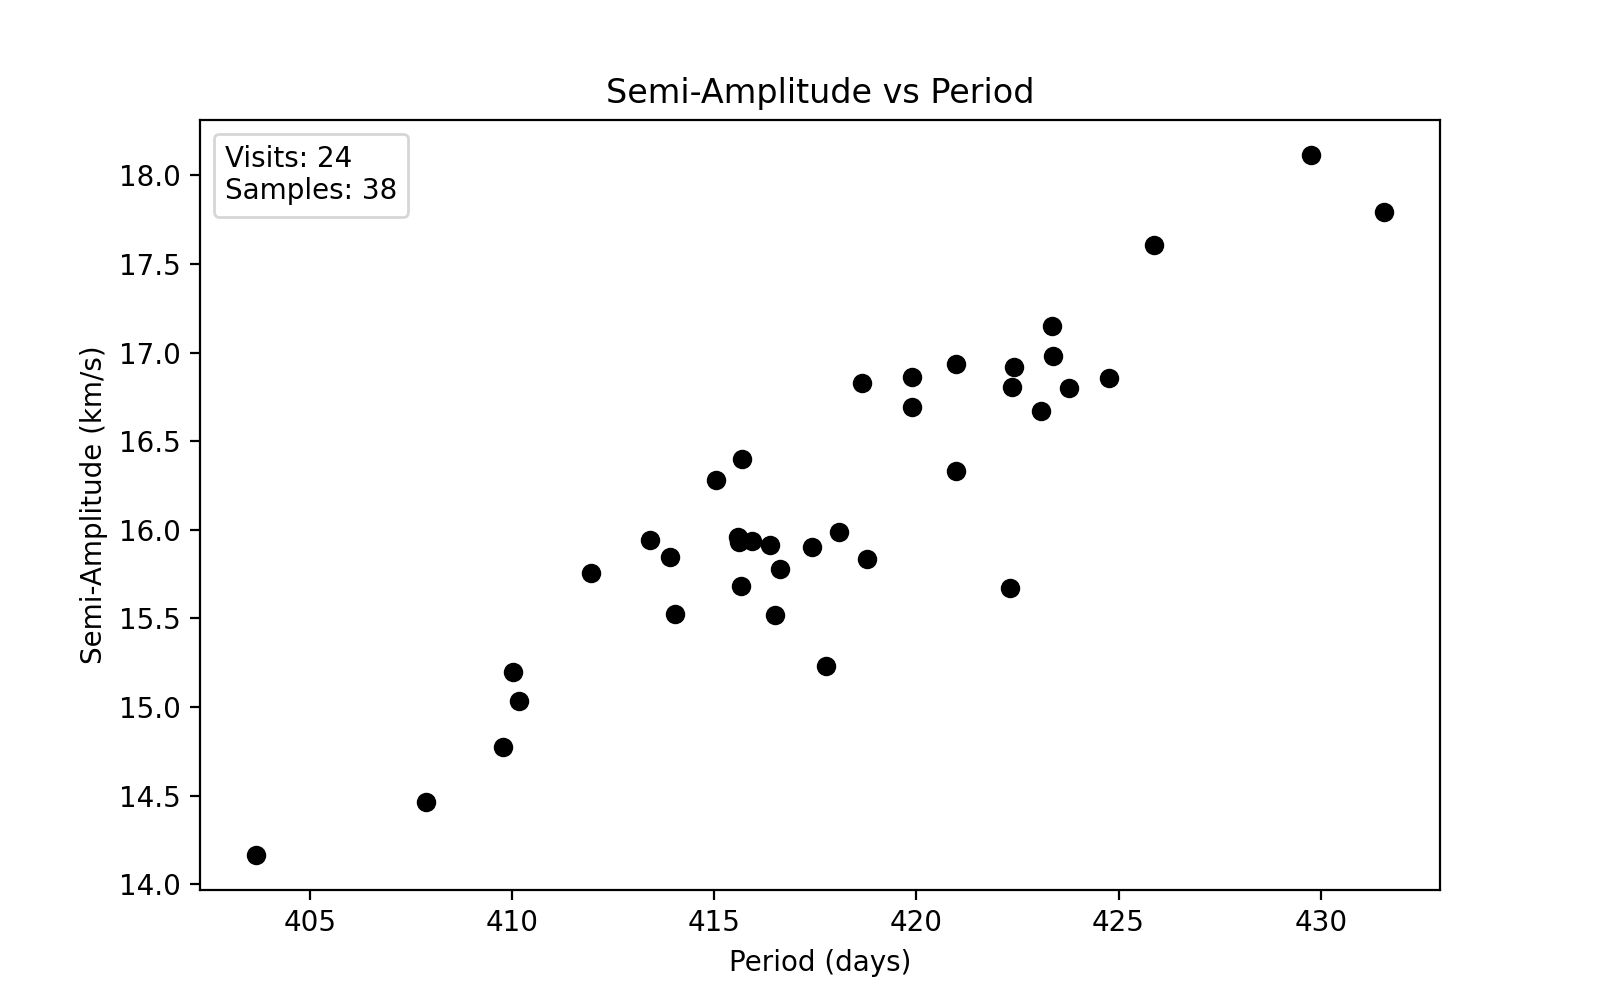 Semi-Amplitude vs Period
Visits: 24
Samples: 38
Semi-Amplitude (km/s)
18.0
17.5
17.0
16.5
16.0
15.5
15.0
14.5
14.0
405 410 415 420 425 430
Period (days)